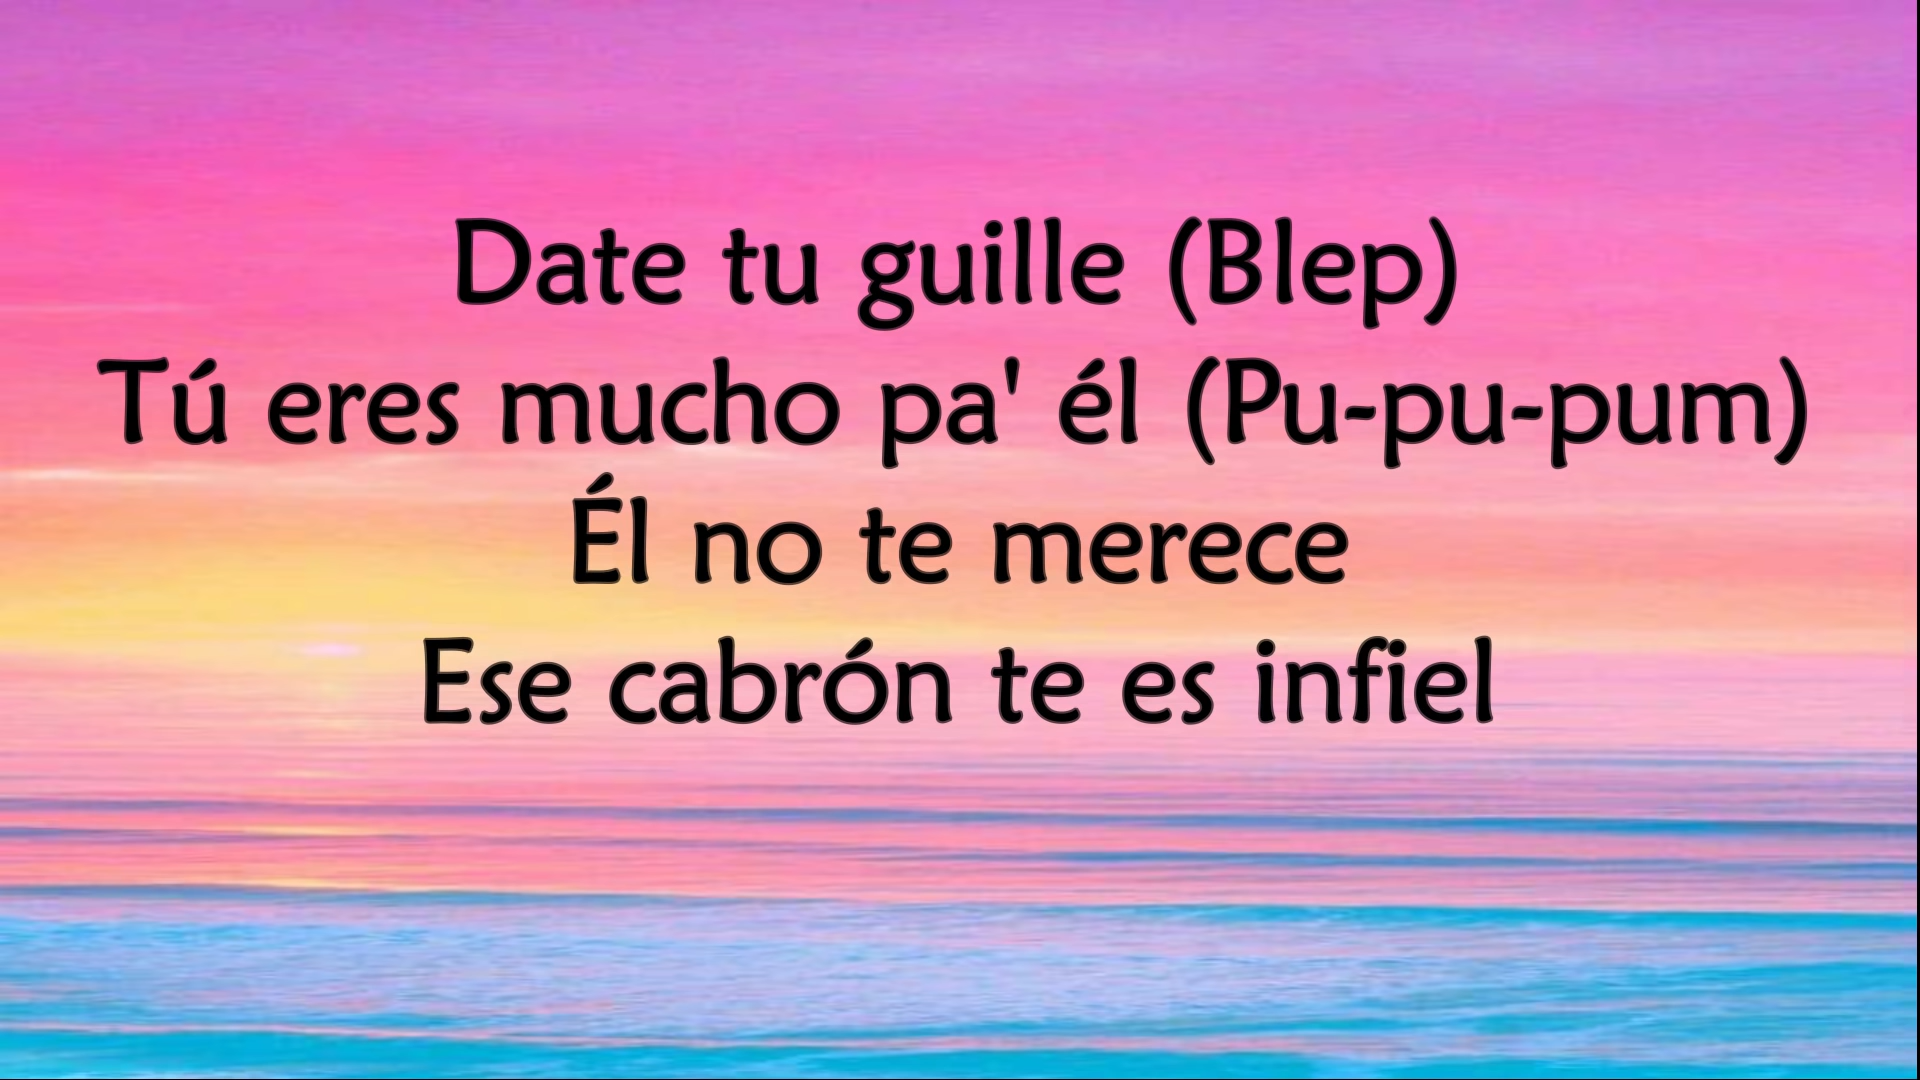 Date tu guille (Blep)
Tú eres mucho pa' él (Pu-pu-pum)
Él no te merece
Ese cabrón te es infiel